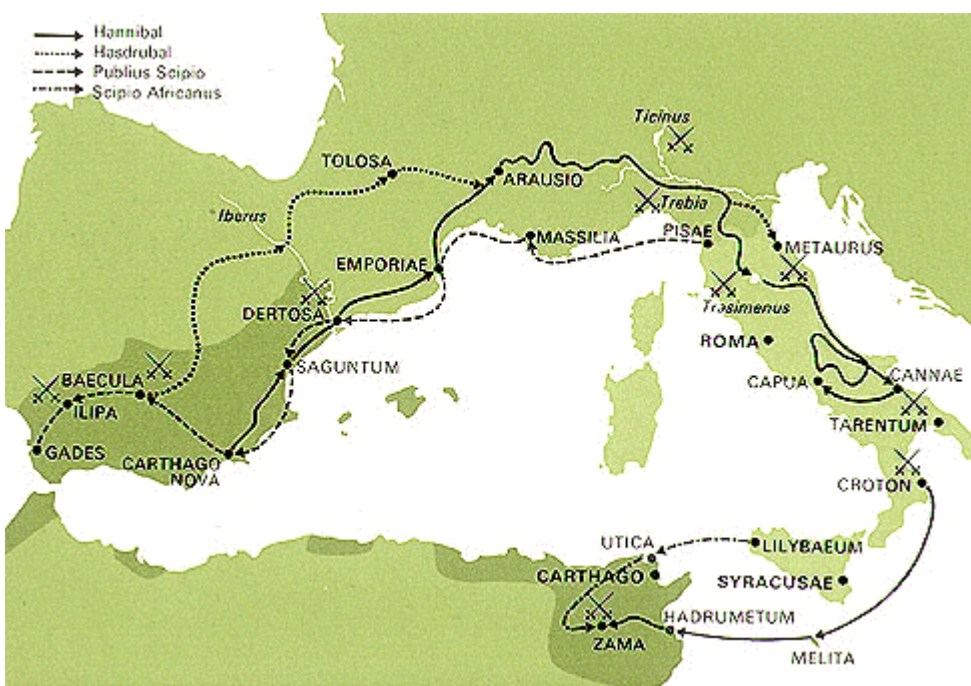 Hannibal
Hasdrubal
Publius Scipio
Scipio Africanus
Ticinus
TOLOSA
ARAUSIO
Trebia
Iberus
MASSILIA
PISAE
METAURUS
EMPORIAE
DERTOSA
Trasimenus
ROMA
SAGUNTUM
BAECULA
CAPUA
CANNAE
ILIPA
TARENTUM
GADES
CARTHAGO
NOVA
CROTON
UTICA
LILYBAEUM
CARTHAGO
SYRACUSAE
HADRUMETUM
ZAMA
MELITA